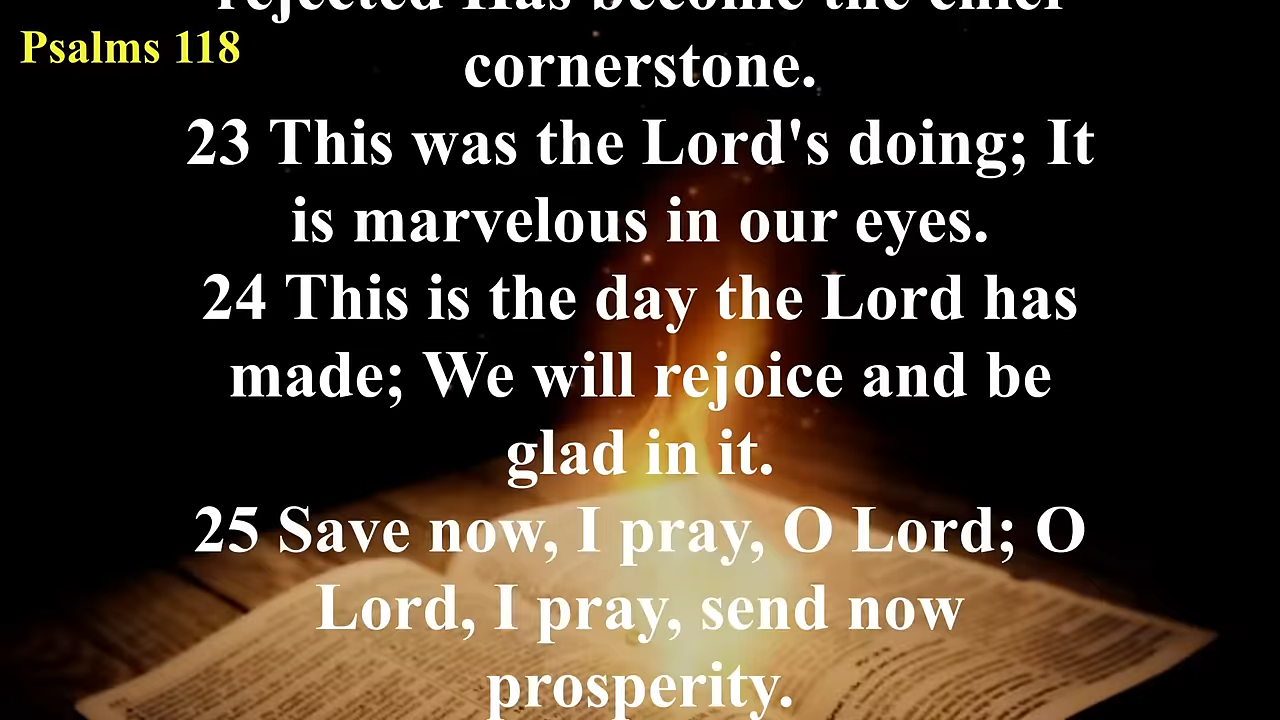 rejected Has become the chief
Psalms 118
cornerstone.
23 This was the Lord's doing; It
is marvelous in our eyes.
24 This is the day the Lord has
made; We will rejoice and be
glad in it.
25 Save now, I pray, O Lord; O
Lord, I pray, send now
prosperity.